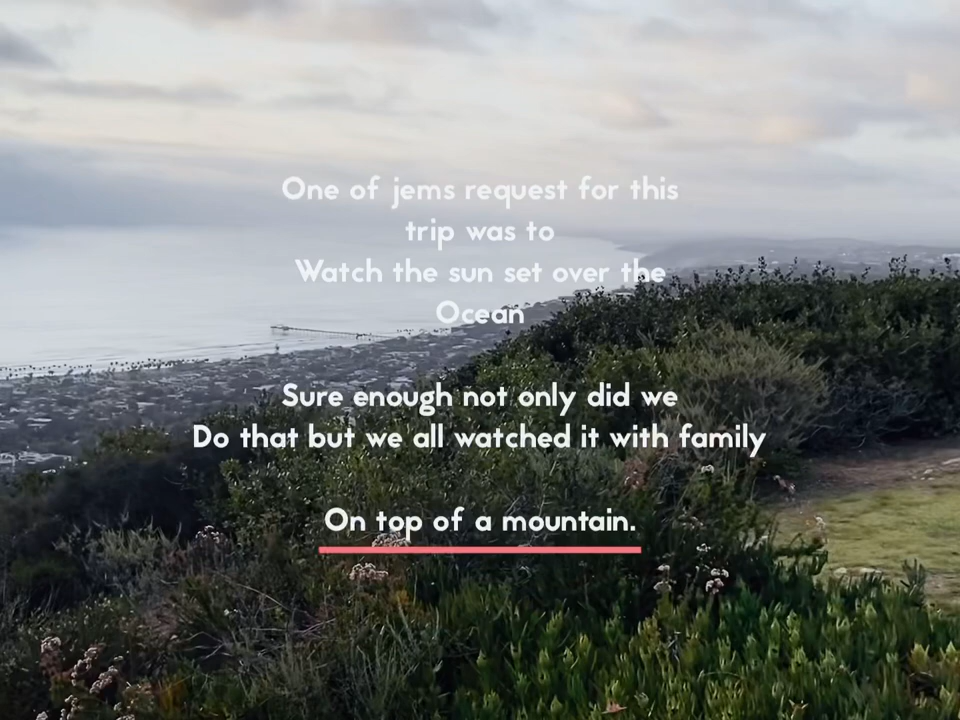 One of jems request for this
trip was to
Watch the sun set over the
Ocean
Sure enough not only did we
Do that but we all watched it with family
On top of a mountain.